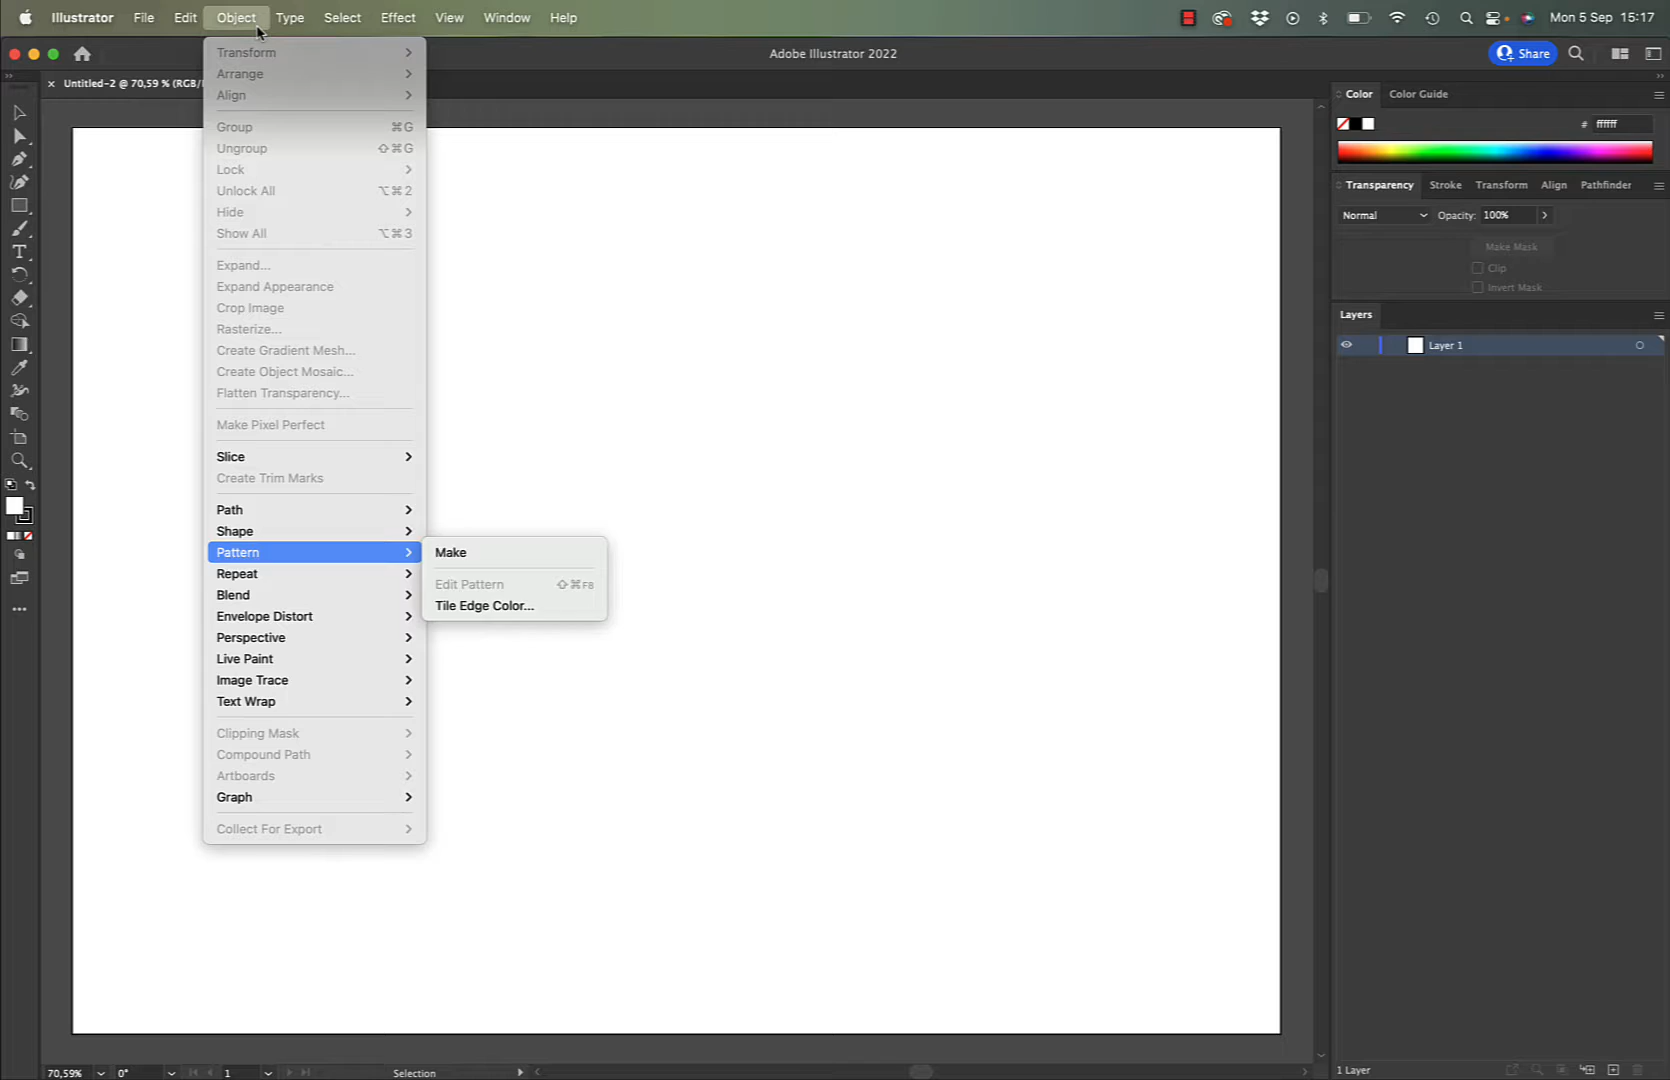 Illustrator File Edit Object Type Select Effect View Window Help Mon 5 Sep 15:17
Adobe Illustrator 2022 Share
Untitled-2 @ 70,59 % (RGB/
Transform
Arrange
Align
Group ⌘G
Ungroup ⇧⌘G
Lock
Unlock All ⌥⌘2
Hide
Show All ⌥⌘3
Expand...
Expand Appearance
Crop Image
Rasterize...
Create Gradient Mesh...
Create Object Mosaic...
Flatten Transparency...
Make Pixel Perfect
Slice
Create Trim Marks
Path
Shape
Pattern
Repeat
Blend
Envelope Distort
Perspective
Live Paint
Image Trace
Text Wrap
Clipping Mask
Compound Path
Artboards
Graph
Collect For Export
Make
Edit Pattern ⇧⌘F8
Tile Edge Color...
Color Color Guide
# ffffff
Transparency Stroke Transform Align Pathfinder
Normal Opacity: 100%
Make Mask
Clip
Invert Mask
Layers
Layer 1
70,59% 0° 1 Selection
1 Layer